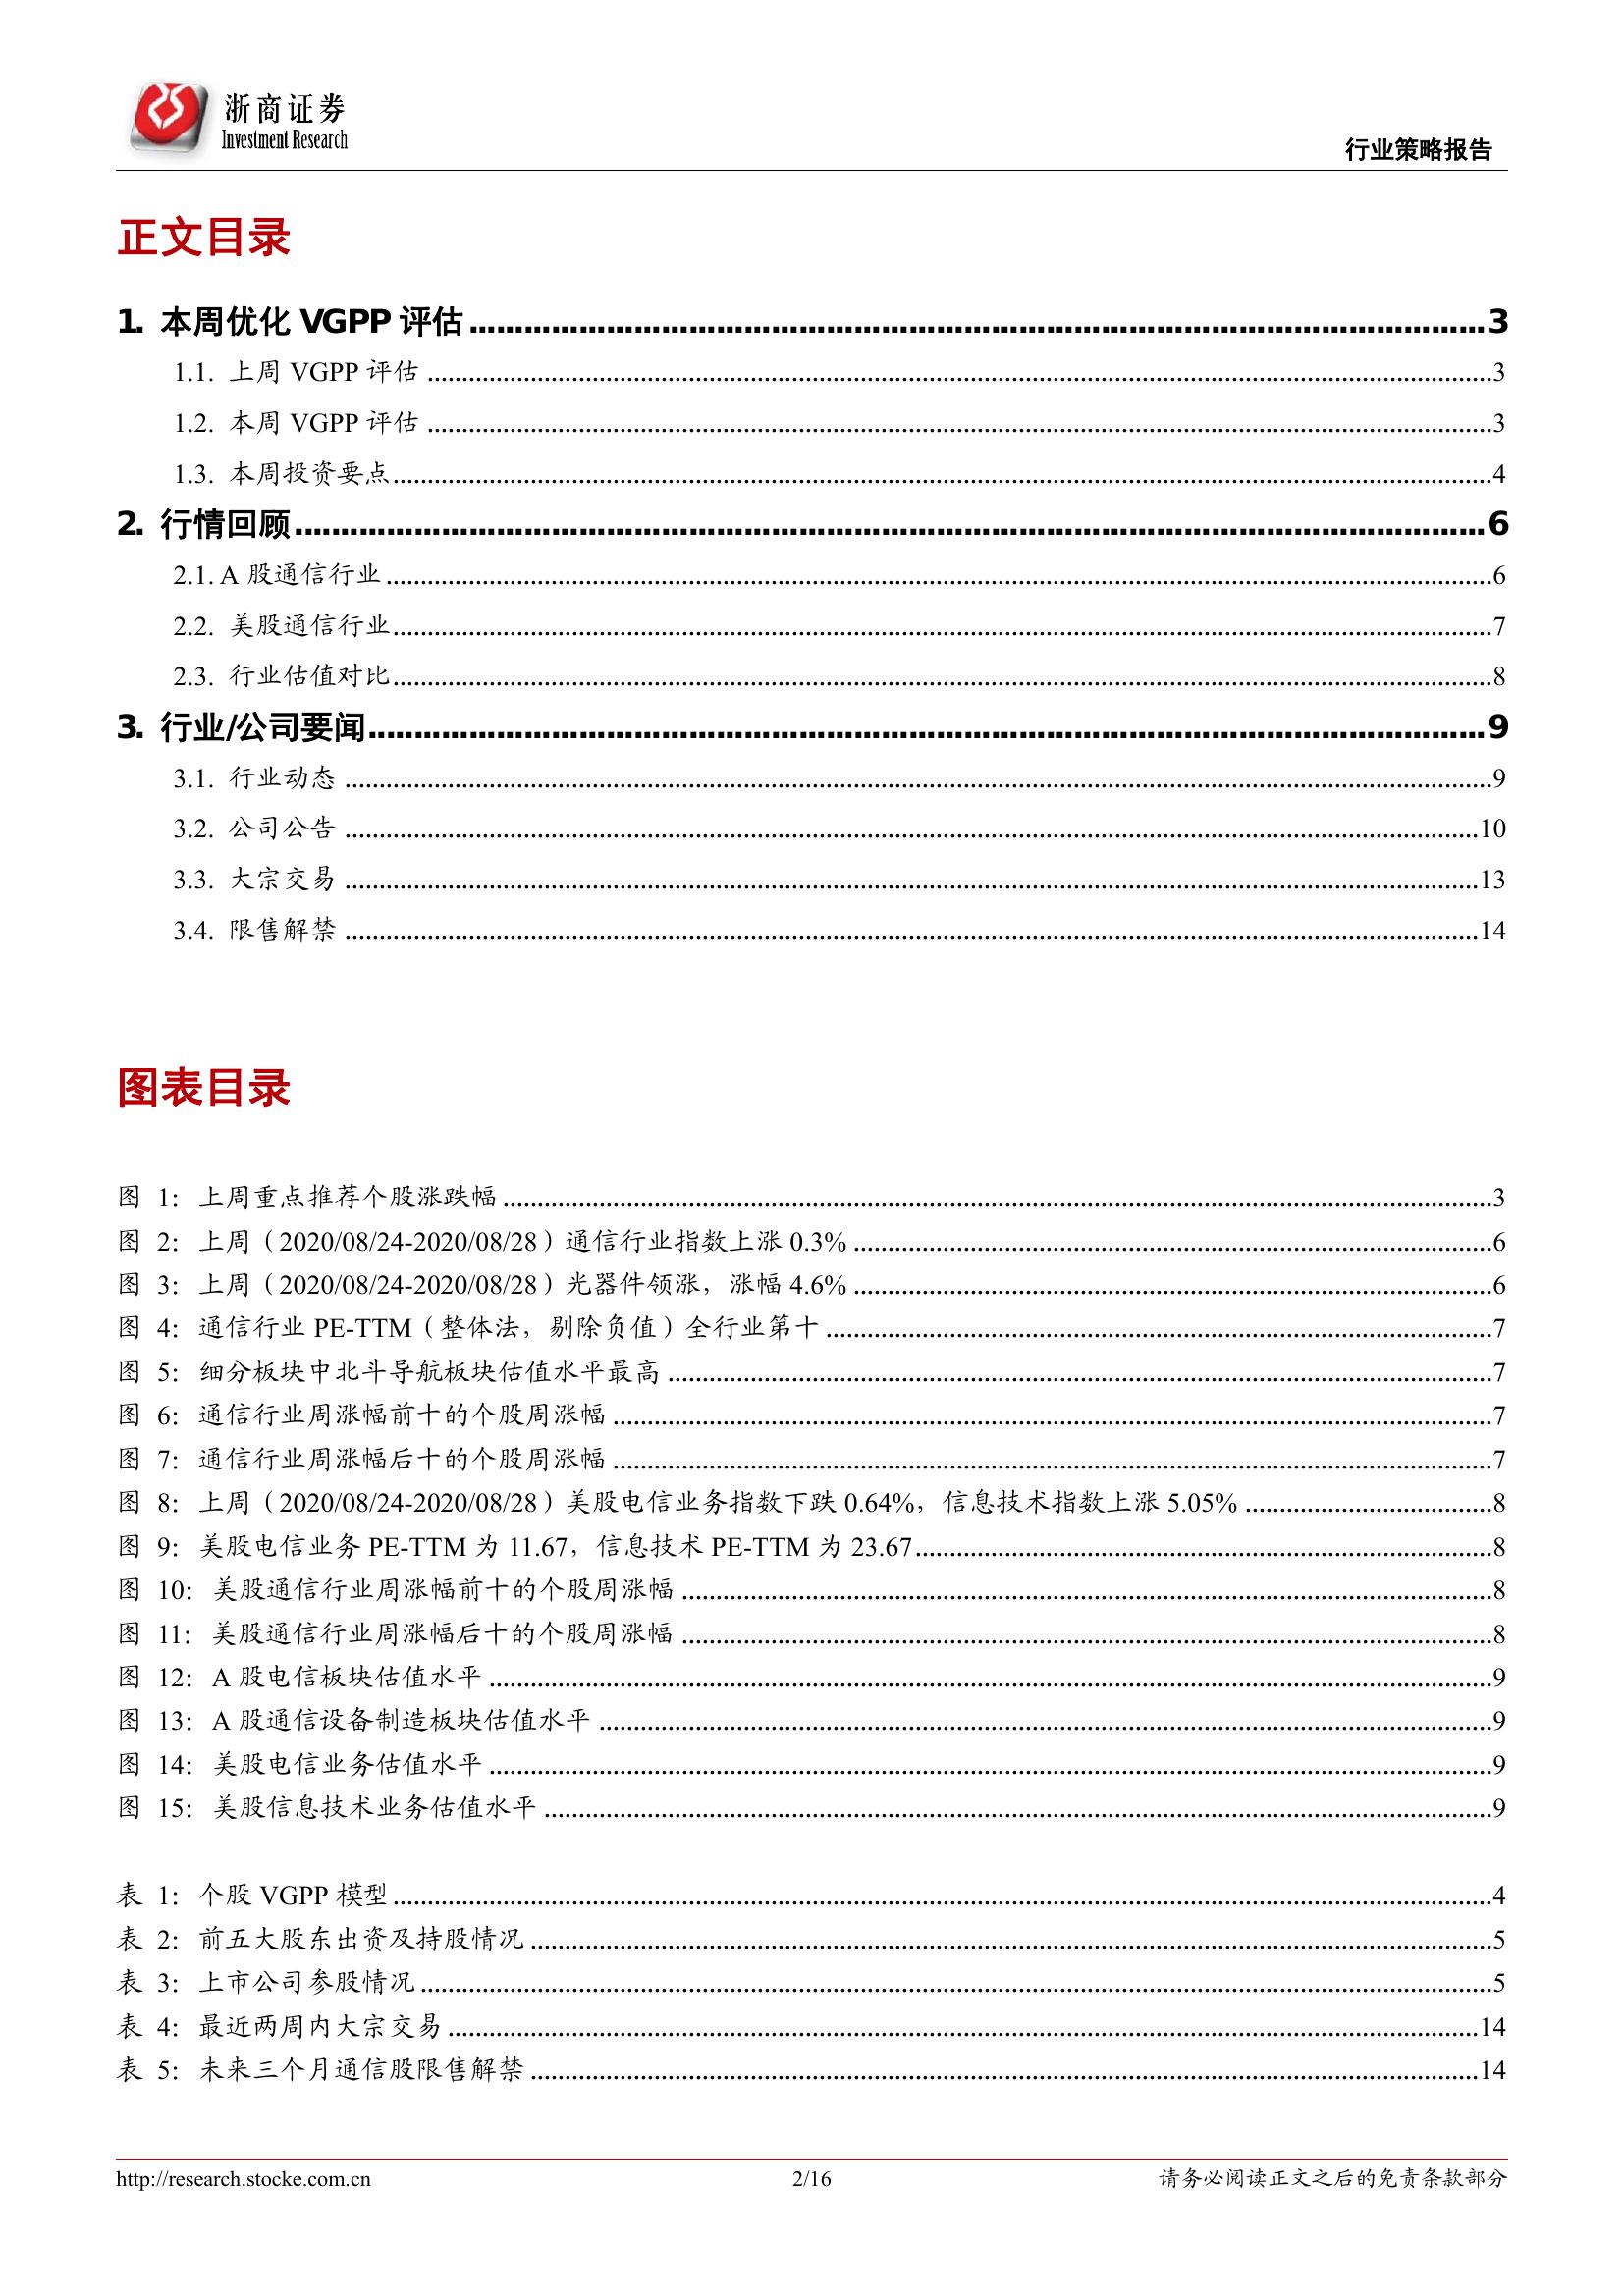 浙商证券
Investment Research
行业策略报告
正文目录
1. 本周优化 VGPP 评估 3
1.1. 上周 VGPP 评估 3
1.2. 本周 VGPP 评估 3
1.3. 本周投资要点 4
2. 行情回顾 6
2.1. A 股通信行业 6
2.2. 美股通信行业 7
2.3. 行业估值对比 8
3. 行业/公司要闻 9
3.1. 行业动态 9
3.2. 公司公告 10
3.3. 大宗交易 13
3.4. 限售解禁 14
图表目录
图 1：上周重点推荐个股涨跌幅 3
图 2：上周（2020/08/24-2020/08/28）通信行业指数上涨 0.3% 6
图 3：上周（2020/08/24-2020/08/28）光器件领涨，涨幅 4.6% 6
图 4：通信行业 PE-TTM（整体法，剔除负值）全行业第十 7
图 5：细分板块中北斗导航板块估值水平最高 7
图 6：通信行业周涨幅前十的个股周涨幅 7
图 7：通信行业周涨幅后十的个股周涨幅 7
图 8：上周（2020/08/24-2020/08/28）美股电信业务指数下跌 0.64%，信息技术指数上涨 5.05% 8
图 9：美股电信业务 PE-TTM 为 11.67，信息技术 PE-TTM 为 23.67 8
图 10：美股通信行业周涨幅前十的个股周涨幅 8
图 11：美股通信行业周涨幅后十的个股周涨幅 8
图 12：A 股电信板块估值水平 9
图 13：A 股通信设备制造板块估值水平 9
图 14：美股电信业务估值水平 9
图 15：美股信息技术业务估值水平 9
表 1：个股 VGPP 模型 4
表 2：前五大股东出资及持股情况 5
表 3：上市公司参股情况 5
表 4：最近两周内大宗交易 14
表 5：未来三个月通信股限售解禁 14
http://research.stocke.com.cn 2/16 请务必阅读正文之后的免责条款部分